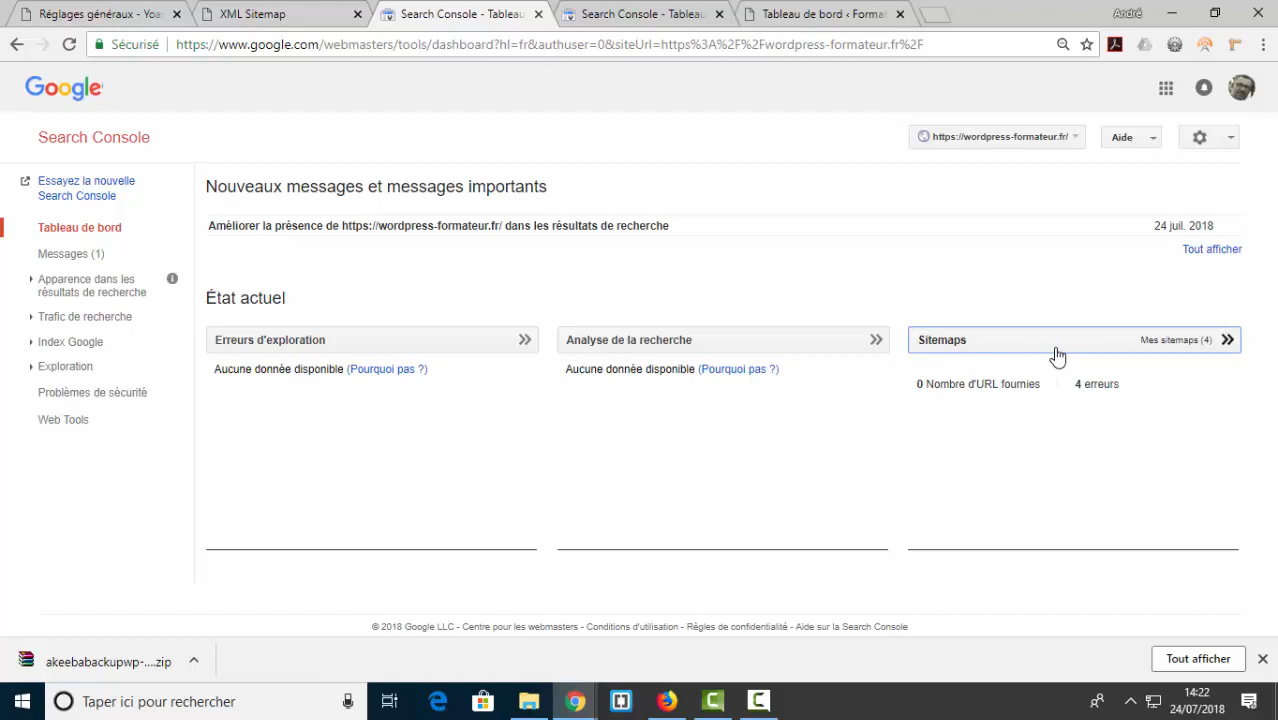 Réglages généraux - Yoas
XML Sitemap
Search Console - Tableau
Search Console - Tableau
Tableau de bord ‹ Format
André
Sécurisé
https://www.google.com/webmasters/tools/dashboard?hl=fr&authuser=0&siteUrl=https%3A%2F%2Fwordpress-formateur.fr%2F
Google
Search Console
https://wordpress-formateur.fr/
Aide
Essayez la nouvelle
Search Console
Tableau de bord
Messages (1)
Apparence dans les
résultats de recherche
Trafic de recherche
Index Google
Exploration
Problèmes de sécurité
Web Tools
Nouveaux messages et messages importants
Améliorer la présence de https://wordpress-formateur.fr/ dans les résultats de recherche
24 juil. 2018
Tout afficher
État actuel
Erreurs d'exploration
Aucune donnée disponible (Pourquoi pas ?)
Analyse de la recherche
Aucune donnée disponible (Pourquoi pas ?)
Sitemaps
Mes sitemaps (4)
0 Nombre d'URL fournies
4 erreurs
© 2018 Google LLC - Centre pour les webmasters - Conditions d'utilisation - Règles de confidentialité - Aide sur la Search Console
akeebabackupwp-....zip
Tout afficher
Taper ici pour rechercher
14:22
24/07/2018